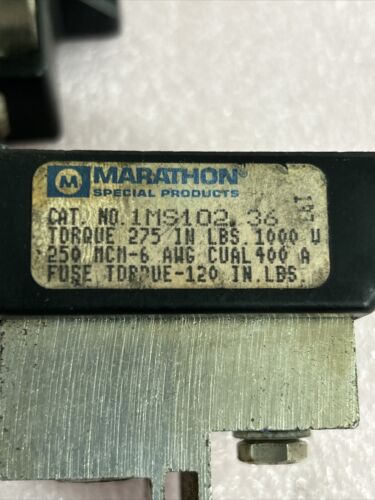 M MARATHON®
SPECIAL PRODUCTS
CAT. NO. 1MS102.36
TORQUE 275 IN LBS. 1000 V
250 MCM-6 AWG CUAL 400 A
FUSE TORQUE-120 IN.LBS.